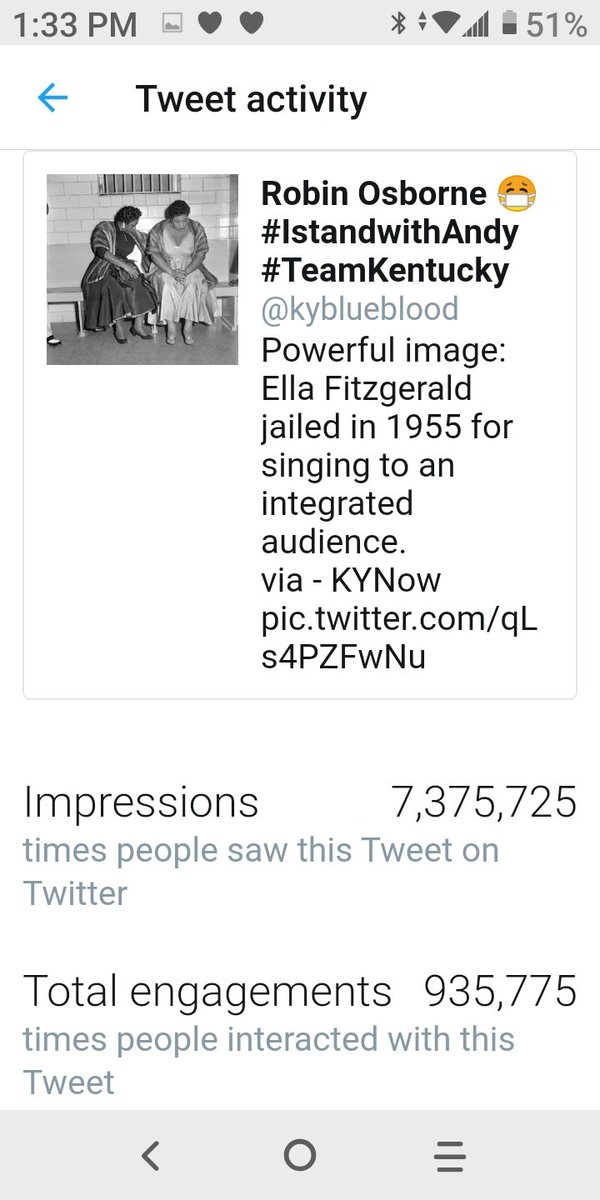 1:33 PM 51%
Tweet activity
Robin Osborne 😷
#IstandwithAndy
#TeamKentucky
@kyblueblood
Powerful image:
Ella Fitzgerald
jailed in 1955 for
singing to an
integrated
audience.
via - KYNow
pic.twitter.com/qL
s4PZFwNu
Impressions 7,375,725
times people saw this Tweet on
Twitter
Total engagements 935,775
times people interacted with this
Tweet